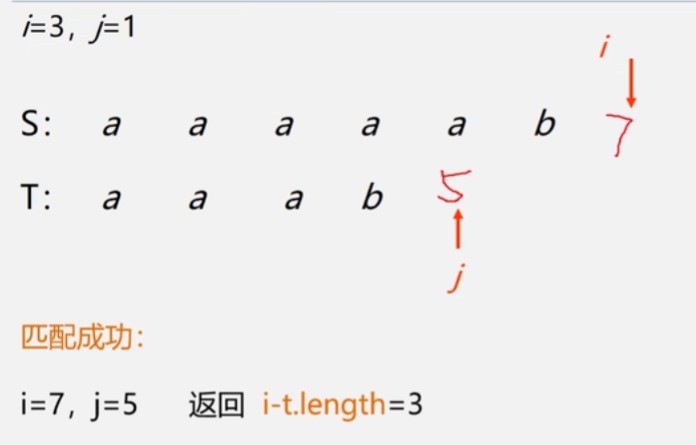 i=3，j=1
i
S： a a a a a b 7
T： a a a b 5
j
匹配成功：
i=7，j=5 返回 i-t.length=3